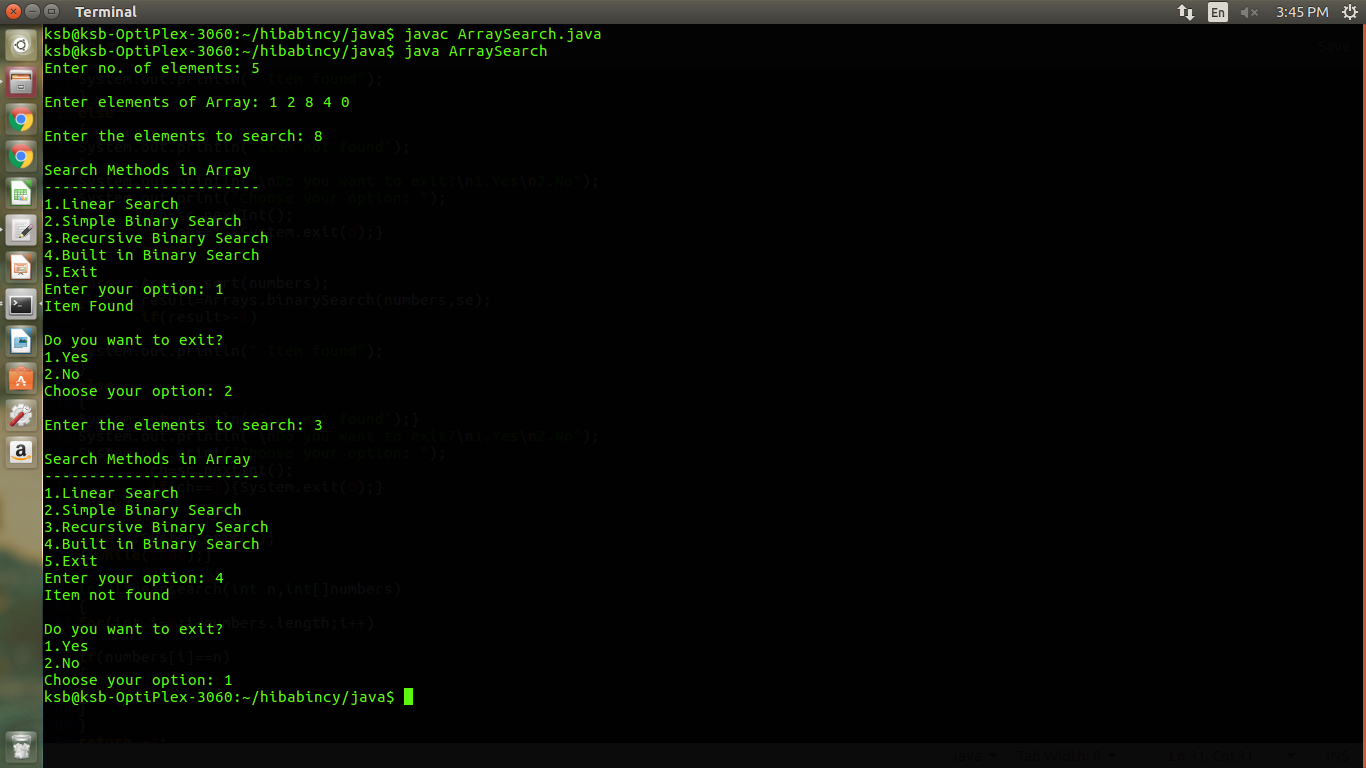 Terminal
En
3:45 PM
ksb@ksb-OptiPlex-3060:~/hibabincy/java$ javac ArraySearch.java
ksb@ksb-OptiPlex-3060:~/hibabincy/java$ java ArraySearch
Enter no. of elements: 5
Enter elements of Array: 1 2 8 4 0
Enter the elements to search: 8
Search Methods in Array
------------------------
1.Linear Search
2.Simple Binary Search
3.Recursive Binary Search
4.Built in Binary Search
5.Exit
Enter your option: 1
Item Found
Do you want to exit?
1.Yes
2.No
Choose your option: 2
Enter the elements to search: 3
Search Methods in Array
------------------------
1.Linear Search
2.Simple Binary Search
3.Recursive Binary Search
4.Built in Binary Search
5.Exit
Enter your option: 4
Item not found
Do you want to exit?
1.Yes
2.No
Choose your option: 1
ksb@ksb-OptiPlex-3060:~/hibabincy/java$